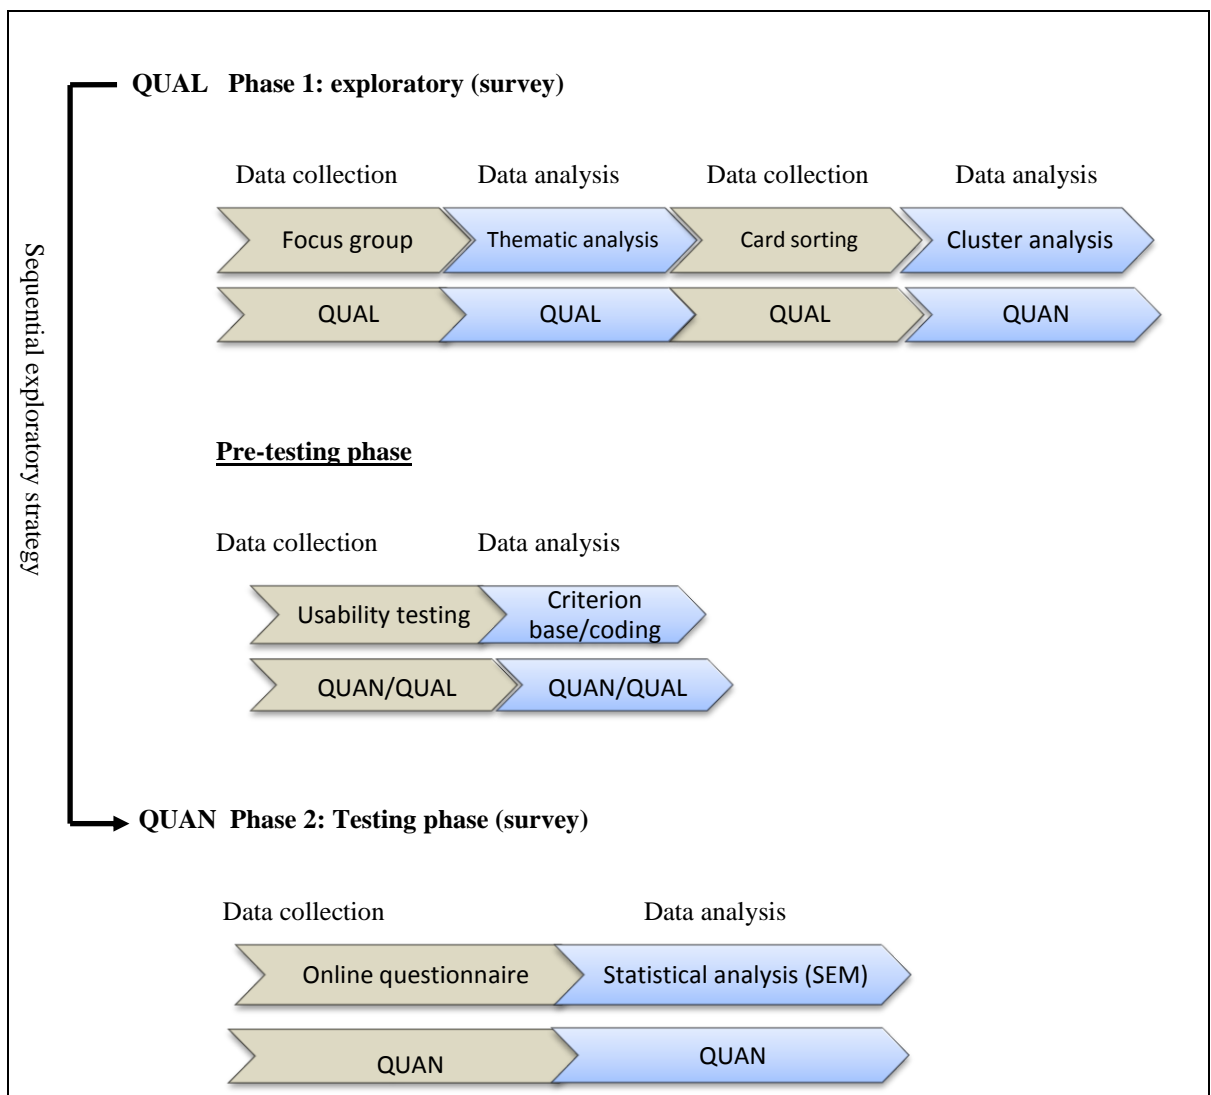 QUAL Phase 1: exploratory (survey)
Data collection Data analysis Data collection Data analysis
Focus group Thematic analysis Card sorting Cluster analysis
QUAL QUAL QUAL QUAN
Sequential exploratory strategy
Pre-testing phase
Data collection Data analysis
Usability testing Criterion
base/coding
QUAN/QUAL QUAN/QUAL
QUAN Phase 2: Testing phase (survey)
Data collection Data analysis
Online questionnaire Statistical analysis (SEM)
QUAN QUAN